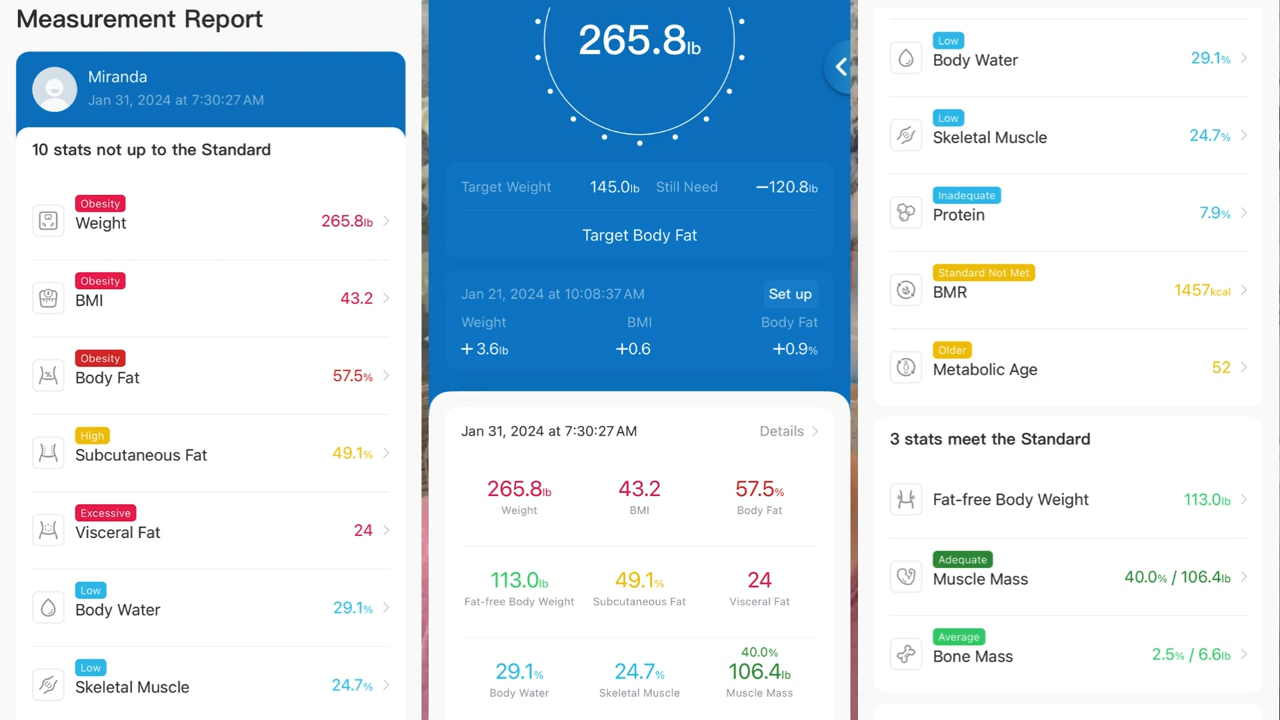 Measurement Report
Miranda
Jan 31, 2024 at 7:30:27 AM
10 stats not up to the Standard
Obesity
Weight 265.8lb
Obesity
BMI 43.2
Obesity
Body Fat 57.5%
High
Subcutaneous Fat 49.1%
Excessive
Visceral Fat 24
Low
Body Water 29.1%
Low
Skeletal Muscle 24.7%
265.8lb
Target Weight 145.0lb Still Need −120.8lb
Target Body Fat
Jan 21, 2024 at 10:08:37 AM Set up
Weight BMI Body Fat
+3.6lb +0.6 +0.9%
Jan 31, 2024 at 7:30:27 AM Details
265.8lb 43.2 57.5%
Weight BMI Body Fat
113.0lb 49.1% 24
Fat-free Body Weight Subcutaneous Fat Visceral Fat
40.0%
29.1% 24.7% 106.4lb
Body Water Skeletal Muscle Muscle Mass
Low
Body Water 29.1%
Low
Skeletal Muscle 24.7%
Inadequate
Protein 7.9%
Standard Not Met
BMR 1457kcal
Older
Metabolic Age 52
3 stats meet the Standard
Fat-free Body Weight 113.0lb
Adequate
Muscle Mass 40.0% / 106.4lb
Average
Bone Mass 2.5% / 6.6lb